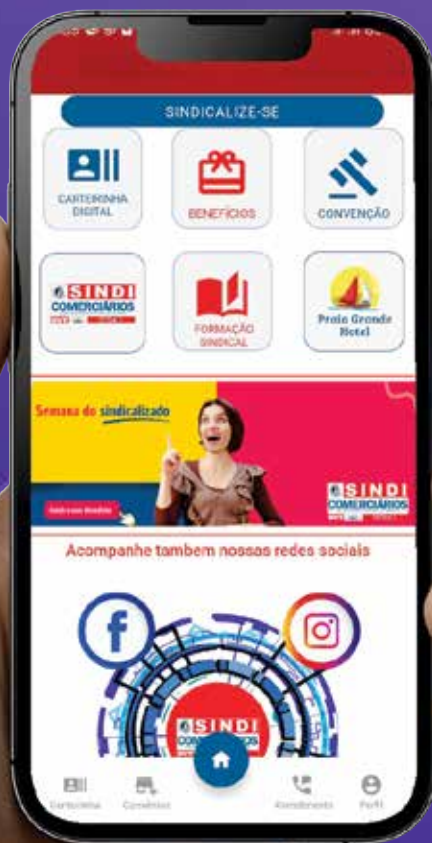 SINDICALIZE-SE
CARTEIRINHA
DIGITAL
BENEFÍCIOS
CONVENÇÃO
SINDI
COMERCIÁRIOS
FORMAÇÃO
SINDICAL
Praia Grande
Hotel
Semana do sindicalizado
SINDI
COMERCIÁRIOS
Acompanhe tambem nossas redes sociais
SINDI
Carteirinha
Convênios
Atendimento
Perfil